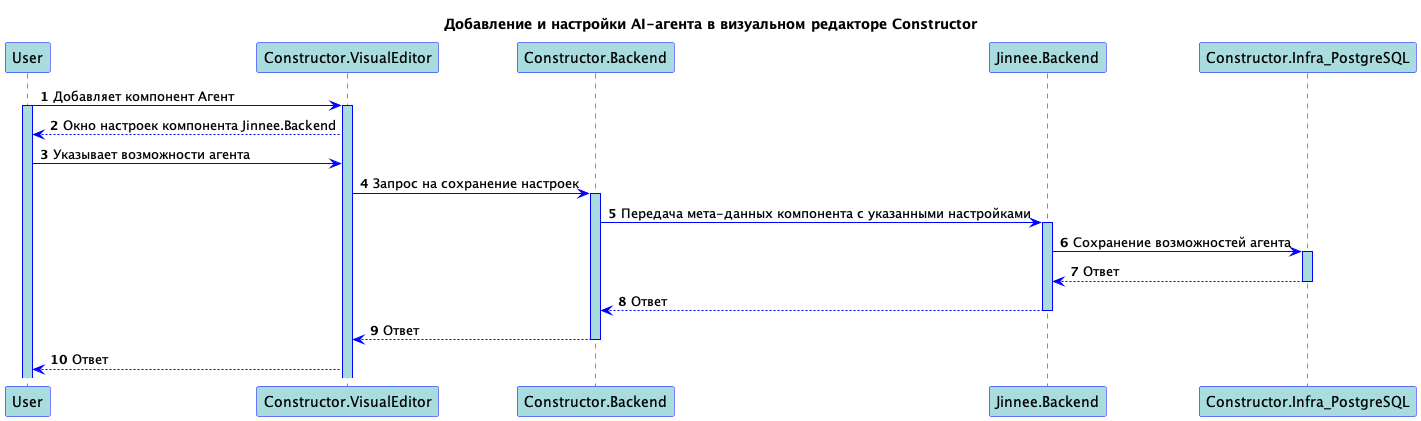 Добавление и настройки AI-агента в визуальном редакторе Constructor
User
Constructor.VisualEditor
Constructor.Backend
Jinnee.Backend
Constructor.Infra_PostgreSQL
1 Добавляет компонент Агент
2 Окно настроек компонента Jinnee.Backend
3 Указывает возможности агента
4 Запрос на сохранение настроек
5 Передача мета-данных компонента с указанными настройками
6 Сохранение возможностей агента
7 Ответ
8 Ответ
9 Ответ
10 Ответ
User
Constructor.VisualEditor
Constructor.Backend
Jinnee.Backend
Constructor.Infra_PostgreSQL